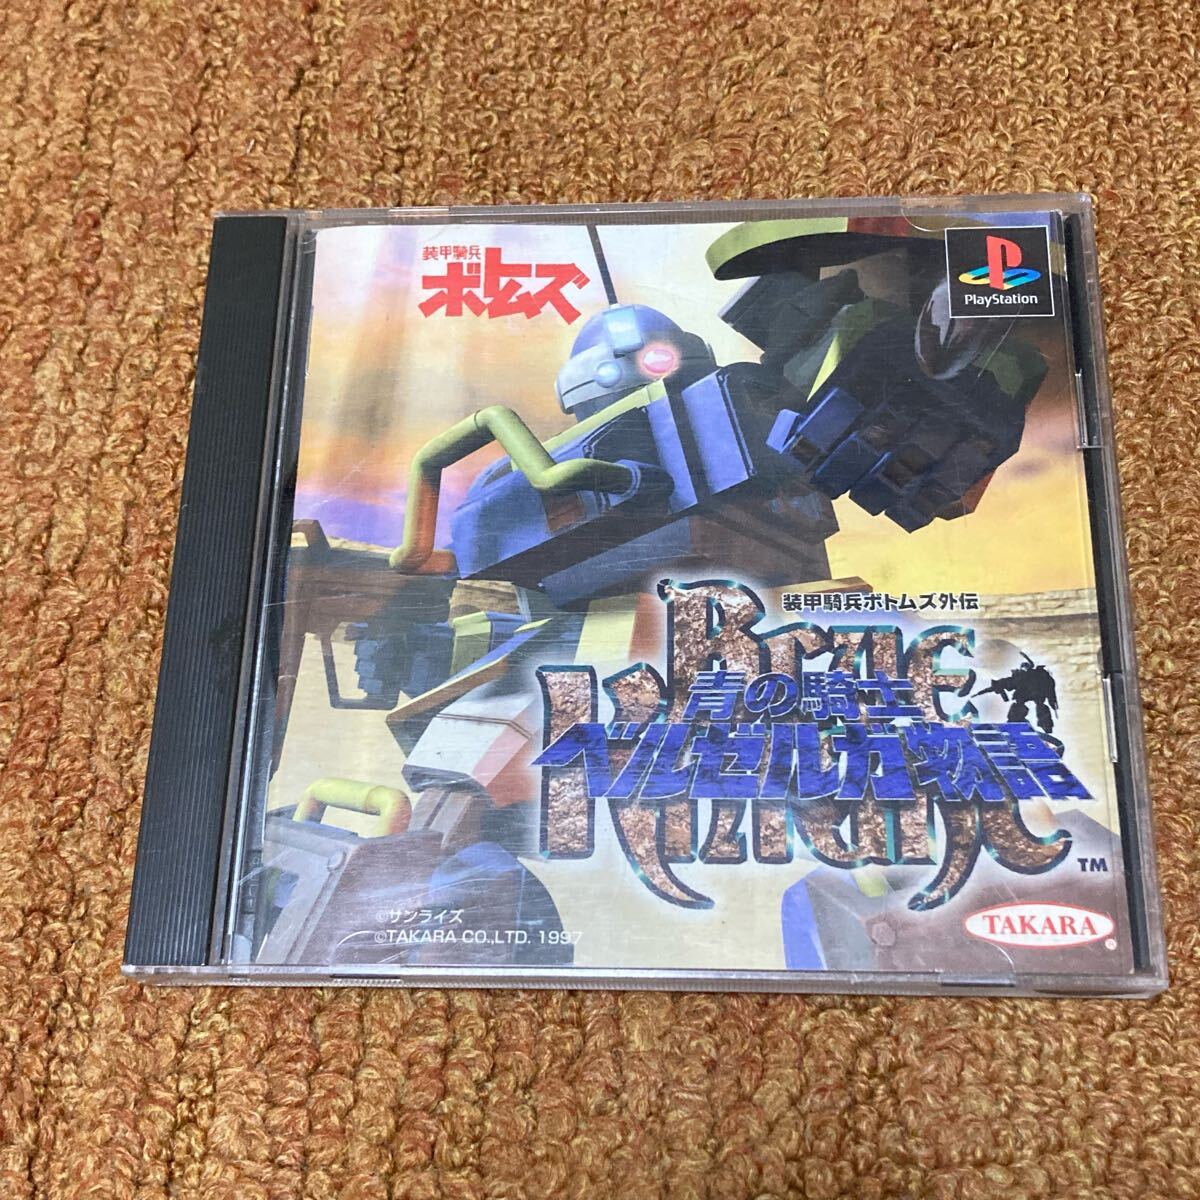 装甲騎兵
ボトムズ
PlayStation
装甲騎兵ボトムズ外伝
Blue
青の騎士
ベルゼルガ物語
Knight
TM
©サンライズ
©TAKARA CO.,LTD. 1997
TAKARA
®